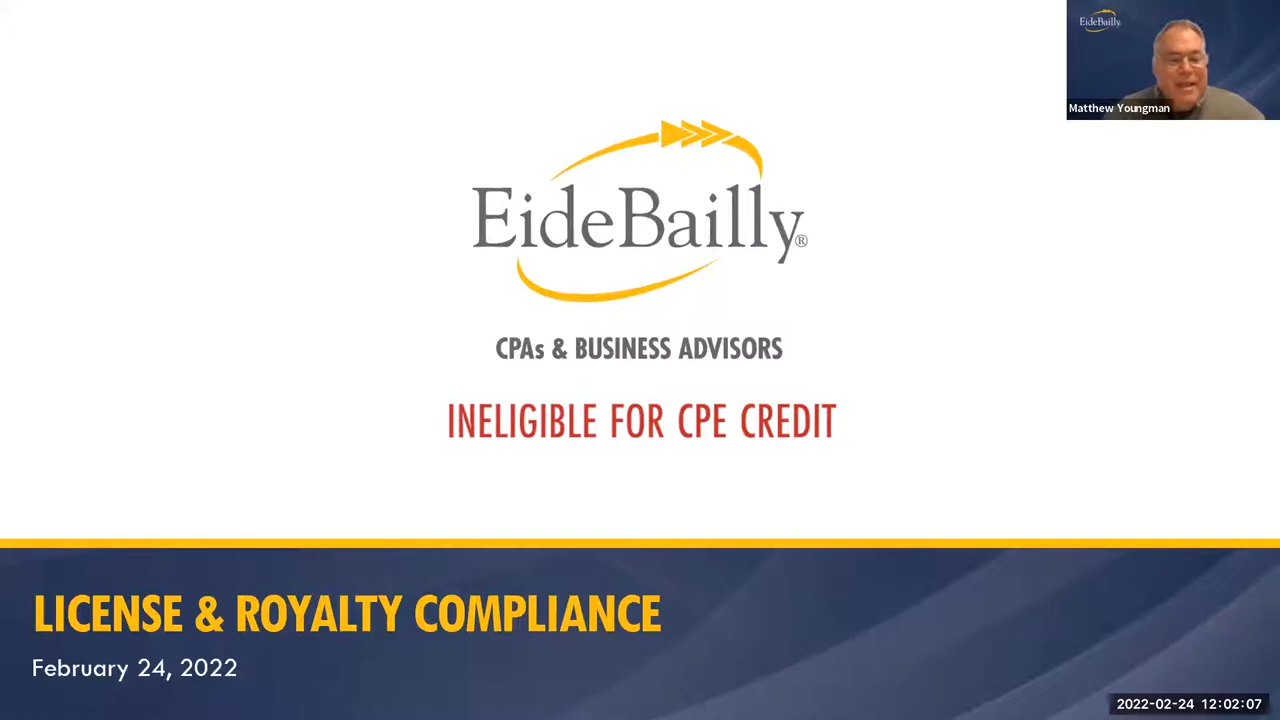 EideBailly
Matthew Youngman
EideBailly®
CPAs & BUSINESS ADVISORS
INELIGIBLE FOR CPE CREDIT
LICENSE & ROYALTY COMPLIANCE
February 24, 2022
2022-02-24 12:02:07